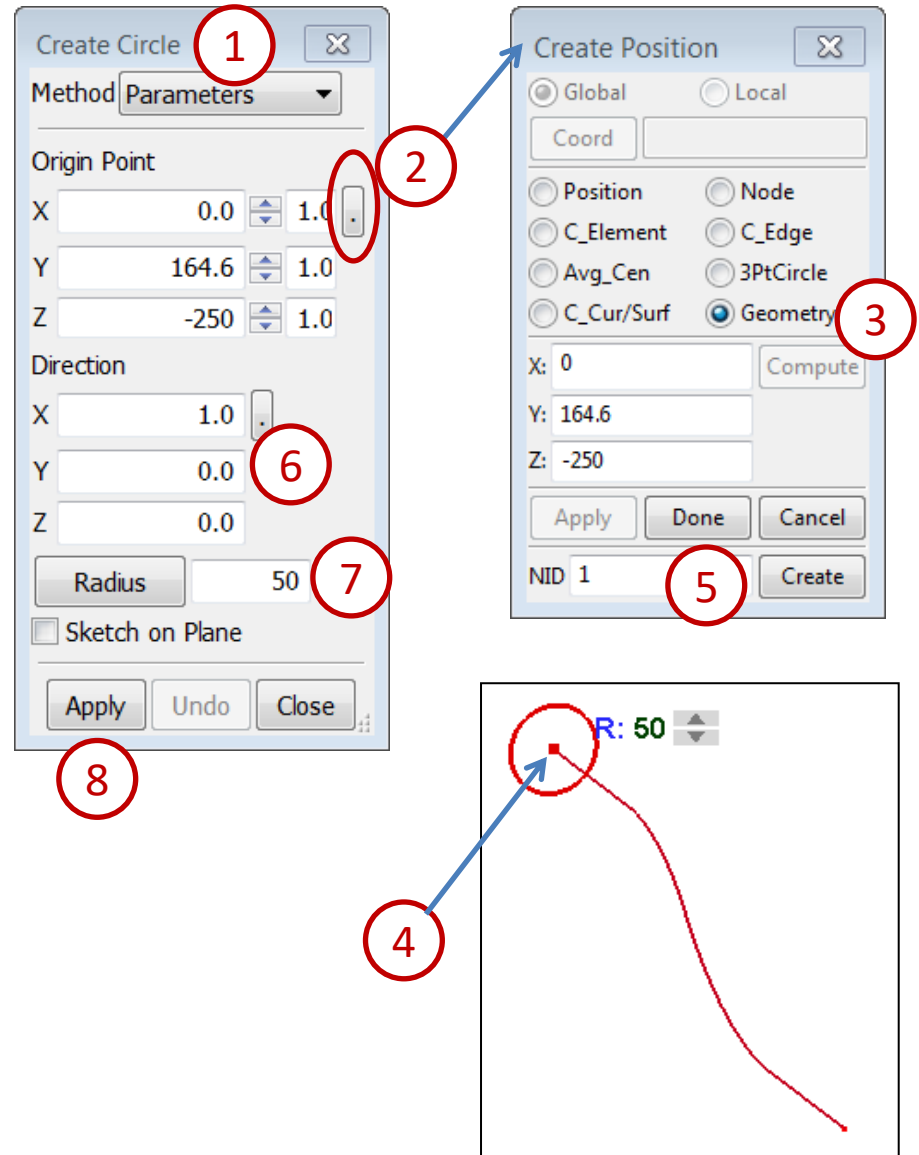 Create Circle
1
Method Parameters
Origin Point
X 0.0 1.0 .
Y 164.6 1.0
Z -250 1.0
Direction
X 1.0 .
Y 0.0
6
Z 0.0
Radius 50
7
Sketch on Plane
Apply Undo Close
8
2
Create Position
Global Local
Coord
Position Node
C_Element C_Edge
Avg_Cen 3PtCircle
C_Cur/Surf Geometry
3
X: 0 Compute
Y: 164.6
Z: -250
Apply Done Cancel
NID 1 Create
5
R: 50
4